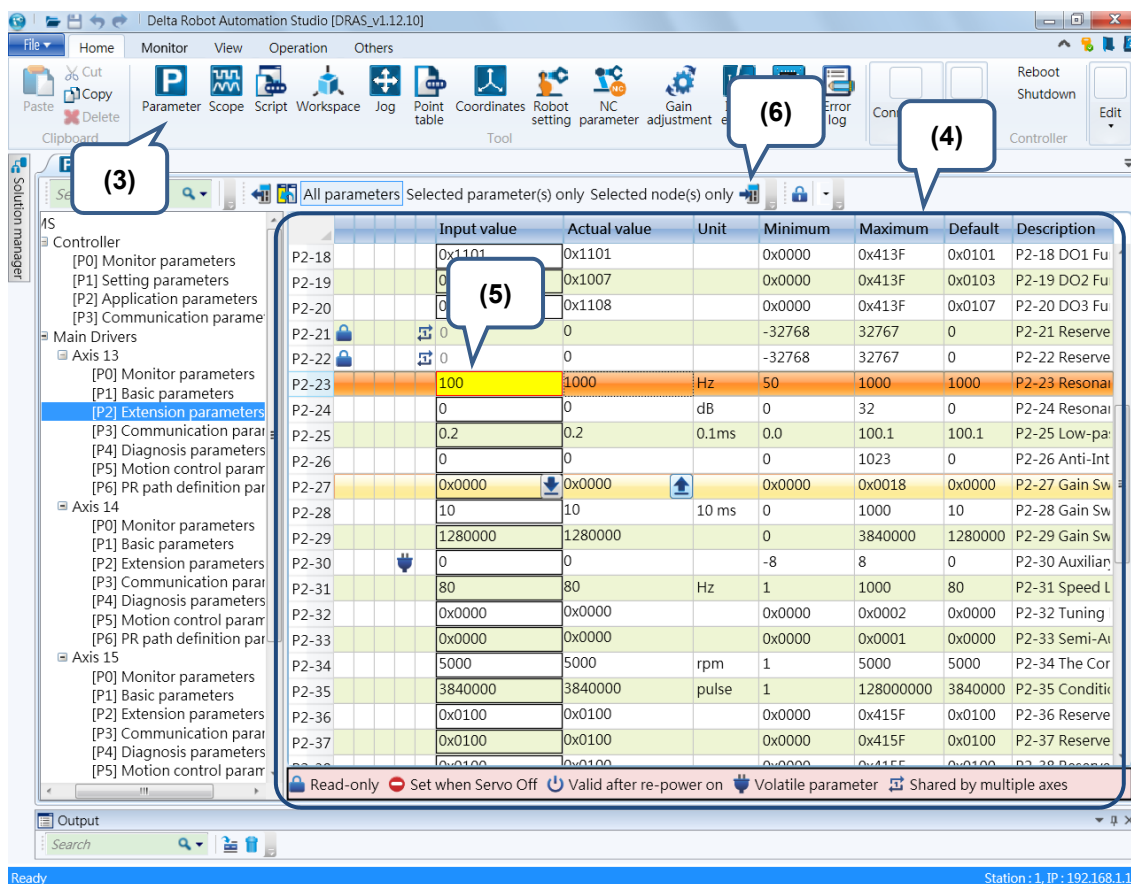 Delta Robot Automation Studio [DRAS_v1.12.10]
File Home Monitor View Operation Others
Cut
Copy
Delete
Paste
Clipboard
Parameter Scope Script Workspace Jog Point table Coordinates Robot setting NC parameter Gain adjustment Error log
Tool
Reboot
Shutdown
Controller
Edit
(3)
(6)
(4)
(5)
Solution manager
All parameters Selected parameter(s) only Selected node(s) only
Controller
[P0] Monitor parameters
[P1] Setting parameters
[P2] Application parameters
[P3] Communication parame
Main Drivers
Axis 13
[P0] Monitor parameters
[P1] Basic parameters
[P2] Extension parameters
[P3] Communication parar
[P4] Diagnosis parameters
[P5] Motion control param
[P6] PR path definition par
Axis 14
[P0] Monitor parameters
[P1] Basic parameters
[P2] Extension parameters
[P3] Communication parar
[P4] Diagnosis parameters
[P5] Motion control param
[P6] PR path definition par
Axis 15
[P0] Monitor parameters
[P1] Basic parameters
[P2] Extension parameters
[P3] Communication parar
[P4] Diagnosis parameters
[P5] Motion control param
Input value Actual value Unit Minimum Maximum Default Description
P2-18 0x1101 0x1101 0x0000 0x413F 0x0101 P2-18 DO1 Fu
P2-19 0x1007 0x0000 0x413F 0x0103 P2-19 DO2 Fu
P2-20 0x1108 0x0000 0x413F 0x0107 P2-20 DO3 Fu
P2-21 0 0 -32768 32767 0 P2-21 Reserve
P2-22 0 0 -32768 32767 0 P2-22 Reserve
P2-23 100 1000 Hz 50 1000 1000 P2-23 Resonar
P2-24 0 0 dB 0 32 0 P2-24 Resonar
P2-25 0.2 0.2 0.1ms 0.0 100.1 100.1 P2-25 Low-pa
P2-26 0 0 0 1023 0 P2-26 Anti-Int
P2-27 0x0000 0x0000 0x0000 0x0018 0x0000 P2-27 Gain Sw
P2-28 10 10 10 ms 0 1000 10 P2-28 Gain Sw
P2-29 1280000 1280000 0 3840000 1280000 P2-29 Gain Sw
P2-30 0 0 -8 8 0 P2-30 Auxiliary
P2-31 80 80 Hz 1 1000 80 P2-31 Speed L
P2-32 0x0000 0x0000 0x0000 0x0002 0x0000 P2-32 Tuning
P2-33 0x0000 0x0000 0x0000 0x0001 0x0000 P2-33 Semi-Au
P2-34 5000 5000 rpm 1 5000 5000 P2-34 The Cor
P2-35 3840000 3840000 pulse 1 128000000 3840000 P2-35 Conditic
P2-36 0x0100 0x0100 0x0000 0x415F 0x0100 P2-36 Reserve
P2-37 0x0100 0x0100 0x0000 0x415F 0x0100 P2-37 Reserve
Read-only Set when Servo Off Valid after re-power on Volatile parameter Shared by multiple axes
Output
Search
Ready Station : 1, IP : 192.168.1.1